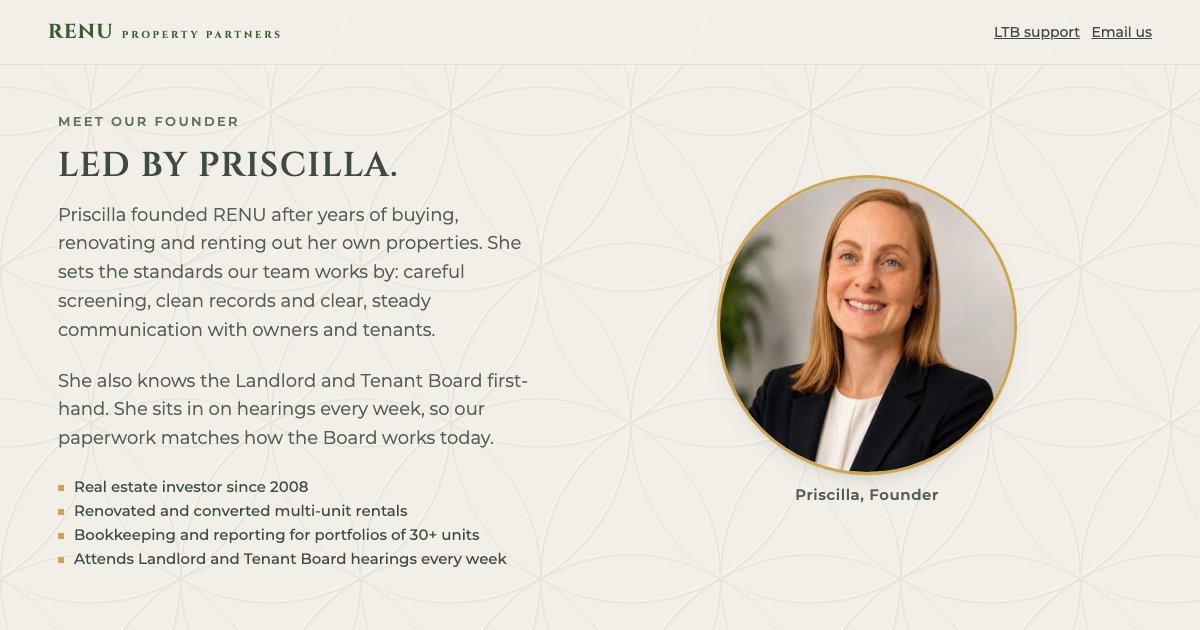 RENU PROPERTY PARTNERS
LTB support
Email us
MEET OUR FOUNDER
LED BY PRISCILLA.
Priscilla founded RENU after years of buying,
renovating and renting out her own properties. She
sets the standards our team works by: careful
screening, clean records and clear, steady
communication with owners and tenants.
She also knows the Landlord and Tenant Board first-
hand. She sits in on hearings every week, so our
paperwork matches how the Board works today.
Real estate investor since 2008
Renovated and converted multi-unit rentals
Bookkeeping and reporting for portfolios of 30+ units
Attends Landlord and Tenant Board hearings every week
Priscilla, Founder